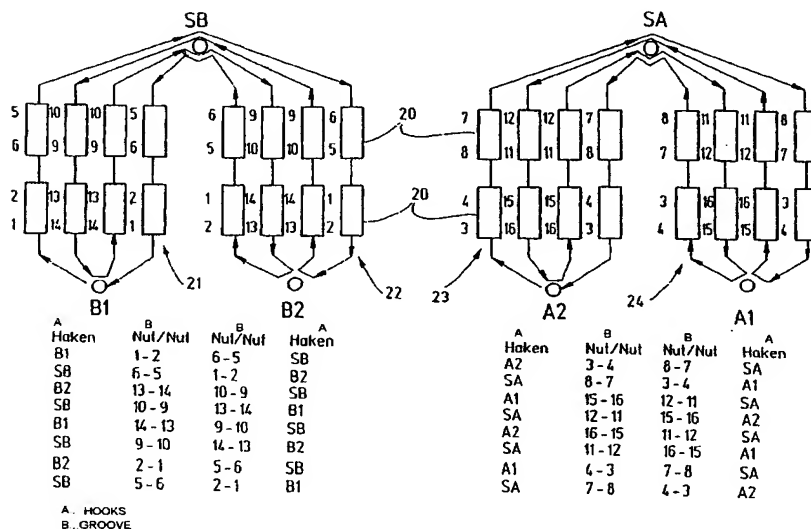 SB SA
5 10 10 5 6 9 9 6 20 7 12 12 7 8 11 11 8
6 9 9 6 5 10 10 5 8 11 11 8 7 12 12 7
2 13 13 2 1 14 14 1 20 4 15 15 4 3 16 16 3
1 14 14 1 2 13 13 2 3 16 16 3 4 15 15 4
21 22 23 24
B1 B2 A2 A1
A B B A A B B A
Haken Nut/Nut Nut/Nut Haken Haken Nut/Nut Nut/Nut Haken
B1 1-2 6-5 SB A2 3-4 8-7 SA
SB 6-5 1-2 B2 SA 8-7 3-4 A1
B2 13-14 10-9 SB A1 15-16 12-11 SA
SB 10-9 13-14 B1 SA 12-11 15-16 A2
B1 14-13 9-10 SB A2 16-15 11-12 SA
SB 9-10 14-13 B2 SA 11-12 16-15 A1
B2 2-1 5-6 SB A1 4-3 7-8 SA
SB 5-6 2-1 B1 SA 7-8 4-3 A2
A.. HOOKS
B...GROOVE